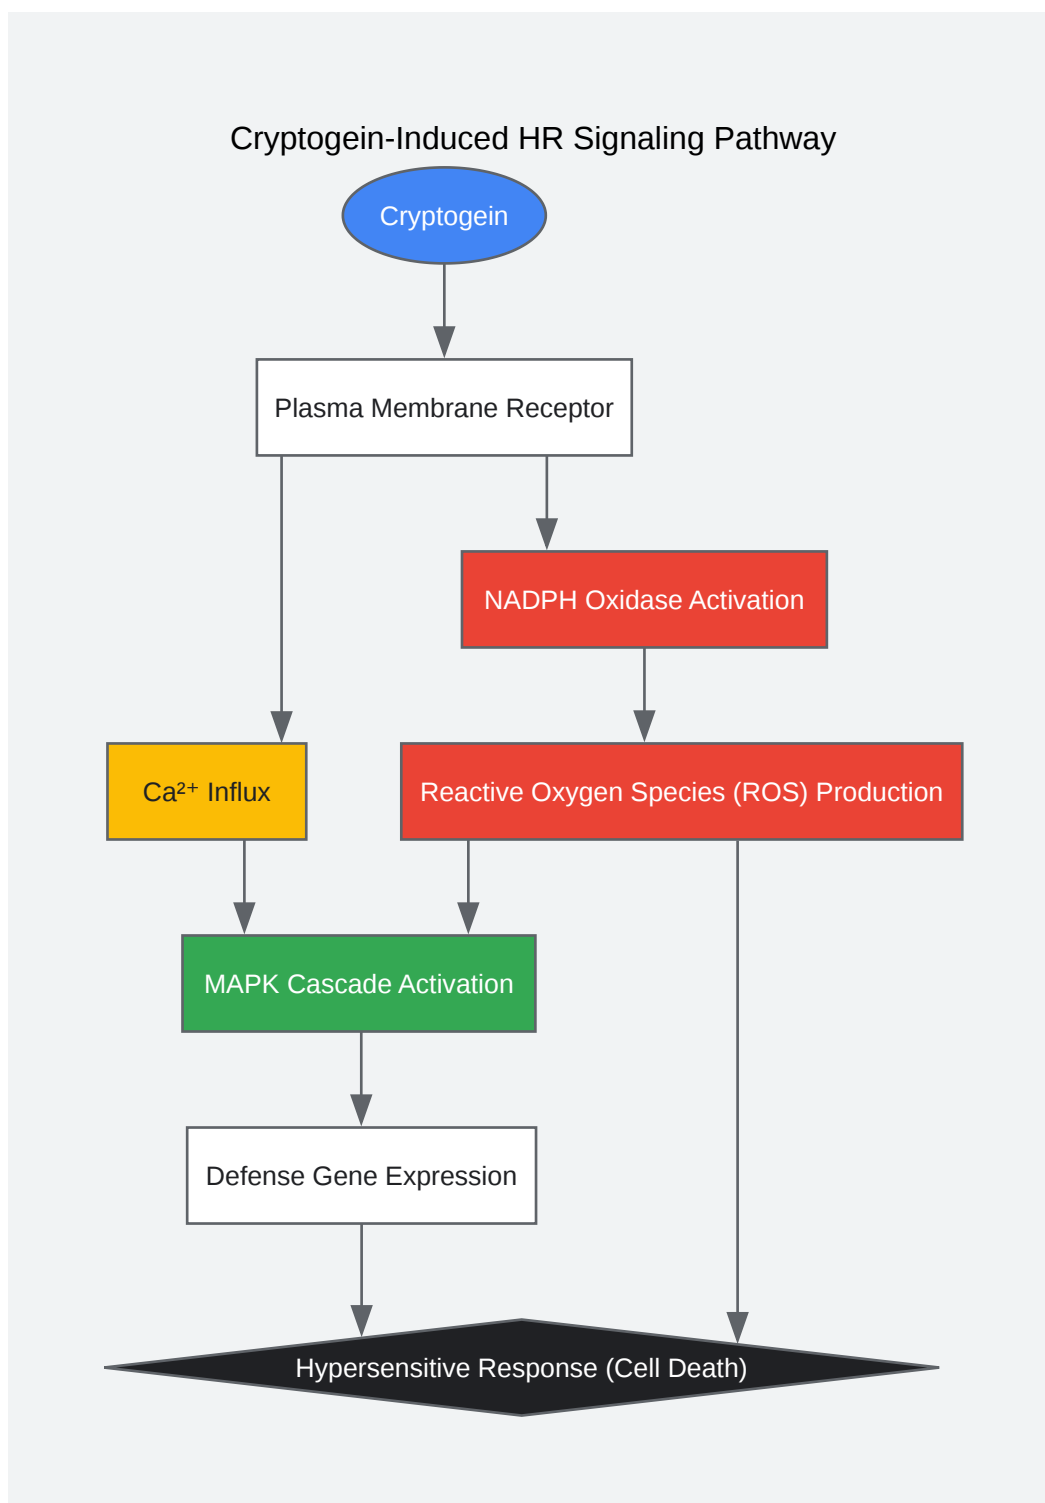 Cryptogein-Induced HR Signaling Pathway
Cryptogein
Plasma Membrane Receptor
NADPH Oxidase Activation
Ca²⁺ Influx
Reactive Oxygen Species (ROS) Production
MAPK Cascade Activation
Defense Gene Expression
Hypersensitive Response (Cell Death)